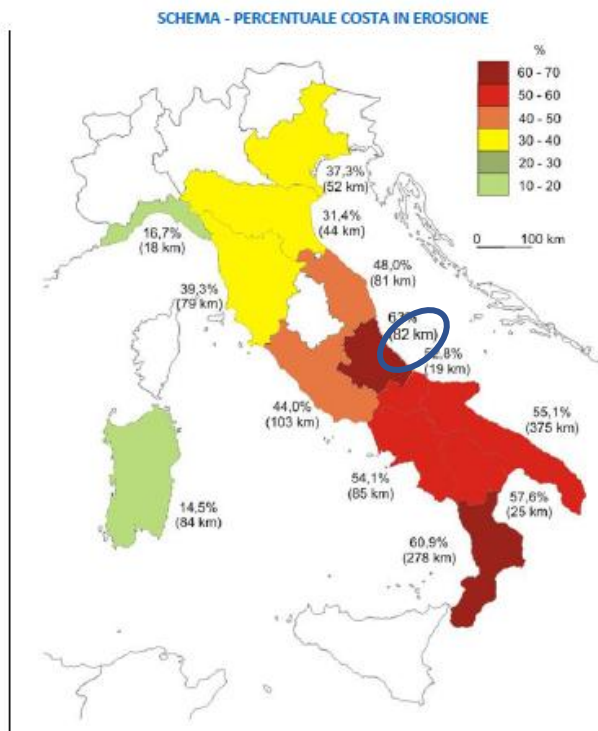 SCHEMA - PERCENTUALE COSTA IN EROSIONE
%
60 - 70
50 - 60
40 - 50
30 - 40
20 - 30
10 - 20
0 100 km
37,3%
(52 km)
31,4%
(44 km)
16,7%
(18 km)
48,0%
(81 km)
39,3%
(79 km)
(82 km)
(19 km)
44,0%
(103 km)
55,1%
(375 km)
54,1%
(85 km)
57,6%
(25 km)
14,5%
(84 km)
60,9%
(278 km)